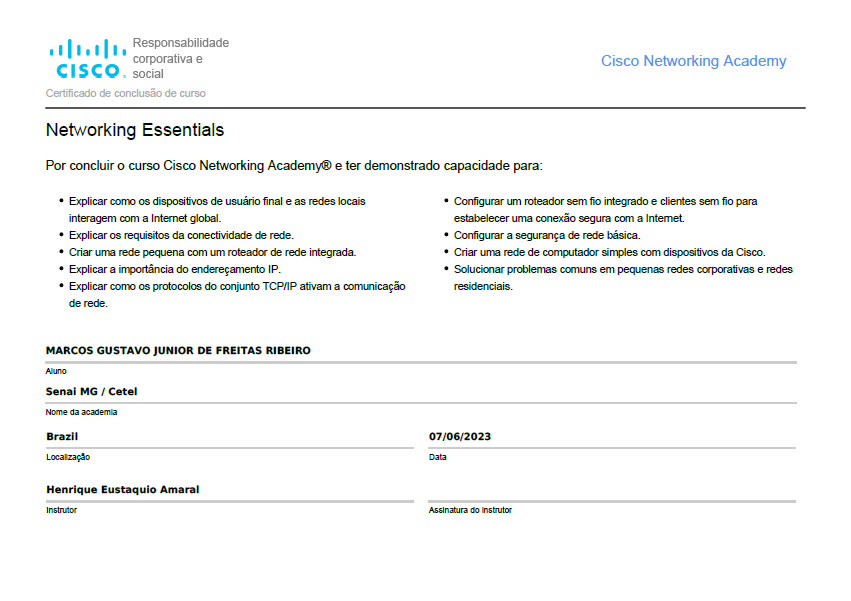 CISCO
Responsabilidade
corporativa e
social
Cisco Networking Academy
Certificado de conclusão de curso
Networking Essentials
Por concluir o curso Cisco Networking Academy® e ter demonstrado capacidade para:
• Explicar como os dispositivos de usuário final e as redes locais
interagem com a Internet global.
• Explicar os requisitos da conectividade de rede.
• Criar uma rede pequena com um roteador de rede integrada.
• Explicar a importância do endereçamento IP.
• Explicar como os protocolos do conjunto TCP/IP ativam a comunicação
de rede.
• Configurar um roteador sem fio integrado e clientes sem fio para
estabelecer uma conexão segura com a Internet.
• Configurar a segurança de rede básica.
• Criar uma rede de computador simples com dispositivos da Cisco.
• Solucionar problemas comuns em pequenas redes corporativas e redes
residenciais.
MARCOS GUSTAVO JUNIOR DE FREITAS RIBEIRO
Aluno
Senai MG / Cetel
Nome da academia
Brazil
Localização
07/06/2023
Data
Henrique Eustaquio Amaral
Instrutor
Assinatura do instrutor